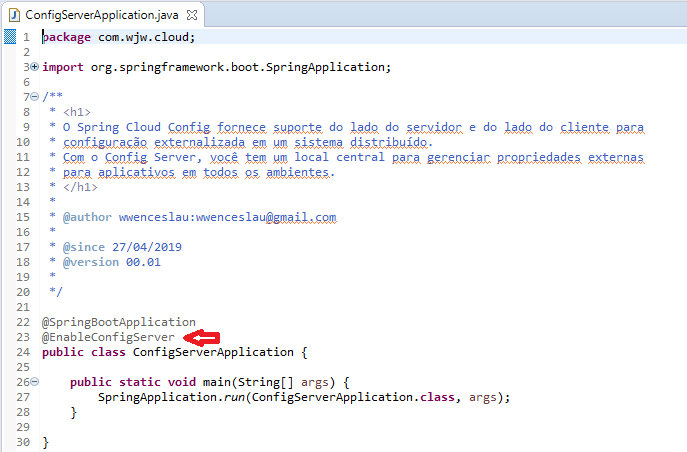 ConfigServerApplication.java
1 package com.wjw.cloud;
2
3 import org.springframework.boot.SpringApplication;
6
7 /**
8 * <h1>
9 * O Spring Cloud Config fornece suporte do lado do servidor e do lado do cliente para
10 * configuração externalizada em um sistema distribuído.
11 * Com o Config Server, você tem um local central para gerenciar propriedades externas
12 * para aplicativos em todos os ambientes.
13 * </h1>
14 *
15 * @author wwenceslau:wwenceslau@gmail.com
16 *
17 * @since 27/04/2019
18 * @version 00.01
19 *
20 */
21
22 @SpringBootApplication
23 @EnableConfigServer
24 public class ConfigServerApplication {
25
26 public static void main(String[] args) {
27 SpringApplication.run(ConfigServerApplication.class, args);
28 }
29
30 }